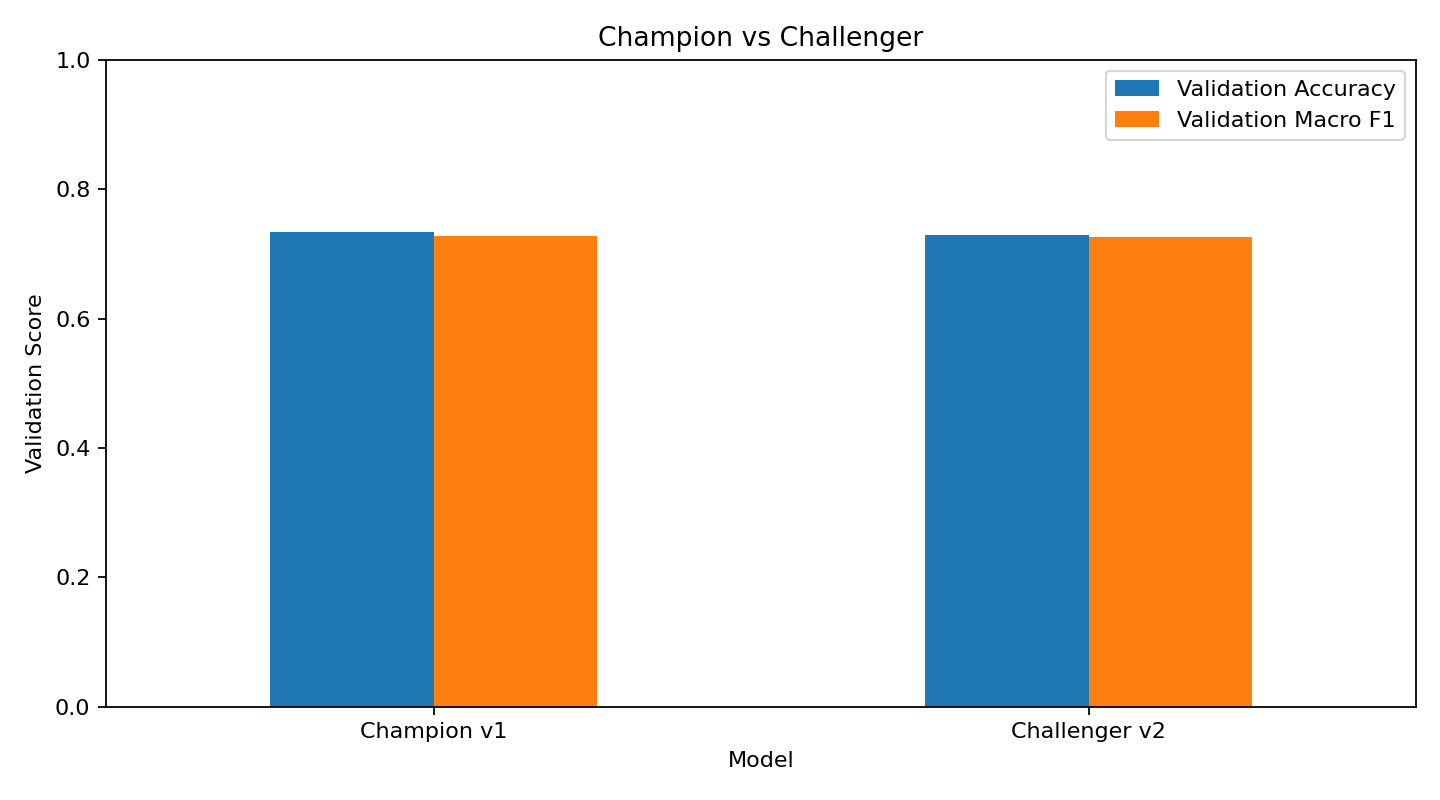 Champion vs Challenger
1.0
0.8
0.6
0.4
0.2
0.0
Validation Score
Validation Accuracy
Validation Macro F1
Champion v1
Challenger v2
Model